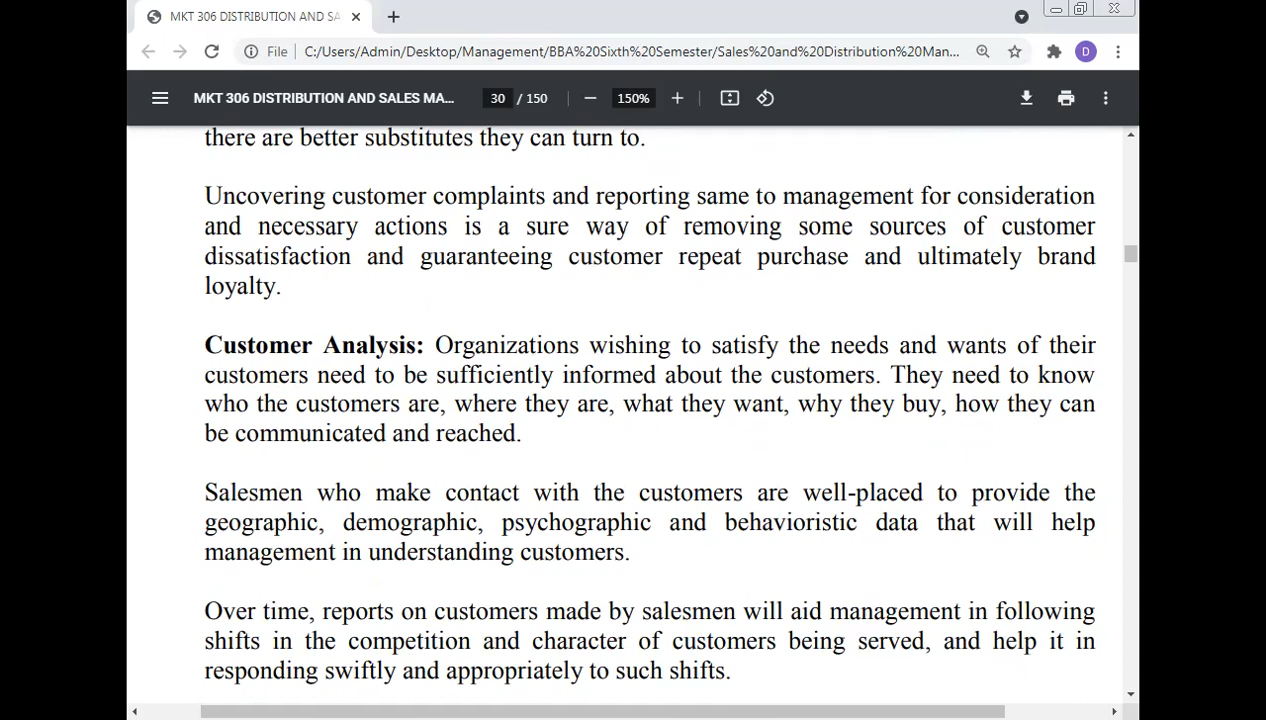 MKT 306 DISTRIBUTION AND SA
File C:/Users/Admin/Desktop/Management/BBA%20Sixth%20Semester/Sales%20and%20Distribution%20Man...
D
MKT 306 DISTRIBUTION AND SALES MA... 30 / 150 150%
there are better substitutes they can turn to.
Uncovering customer complaints and reporting same to management for consideration
and necessary actions is a sure way of removing some sources of customer
dissatisfaction and guaranteeing customer repeat purchase and ultimately brand
loyalty.
Customer Analysis: Organizations wishing to satisfy the needs and wants of their
customers need to be sufficiently informed about the customers. They need to know
who the customers are, where they are, what they want, why they buy, how they can
be communicated and reached.
Salesmen who make contact with the customers are well-placed to provide the
geographic, demographic, psychographic and behavioristic data that will help
management in understanding customers.
Over time, reports on customers made by salesmen will aid management in following
shifts in the competition and character of customers being served, and help it in
responding swiftly and appropriately to such shifts.